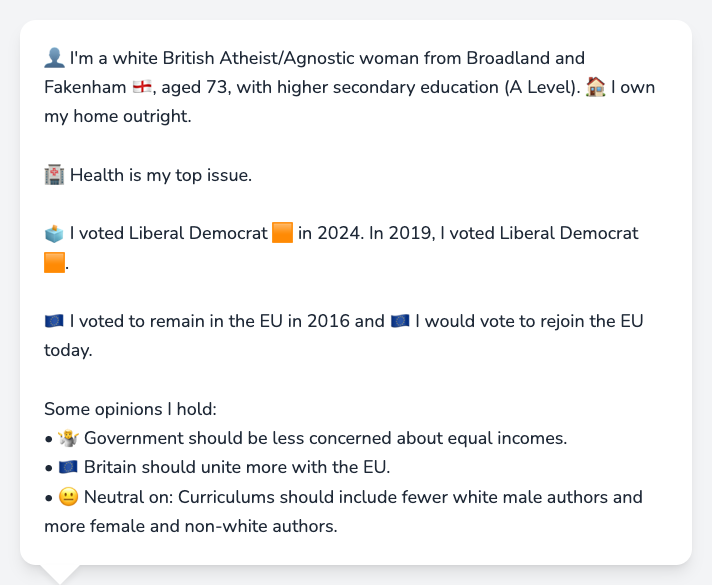 👤 I'm a white British Atheist/Agnostic woman from Broadland and
Fakenham 🏴󠁧󠁢󠁥󠁮󠁧󠁿, aged 73, with higher secondary education (A Level). 🏠 I own
my home outright.
🏥 Health is my top issue.
🗳️ I voted Liberal Democrat 🟧 in 2024. In 2019, I voted Liberal Democrat
🟧.
🇪🇺 I voted to remain in the EU in 2016 and 🇪🇺 I would vote to rejoin the EU
today.
Some opinions I hold:
• 🤷 Government should be less concerned about equal incomes.
• 🇪🇺 Britain should unite more with the EU.
• 😐 Neutral on: Curriculums should include fewer white male authors and
more female and non-white authors.